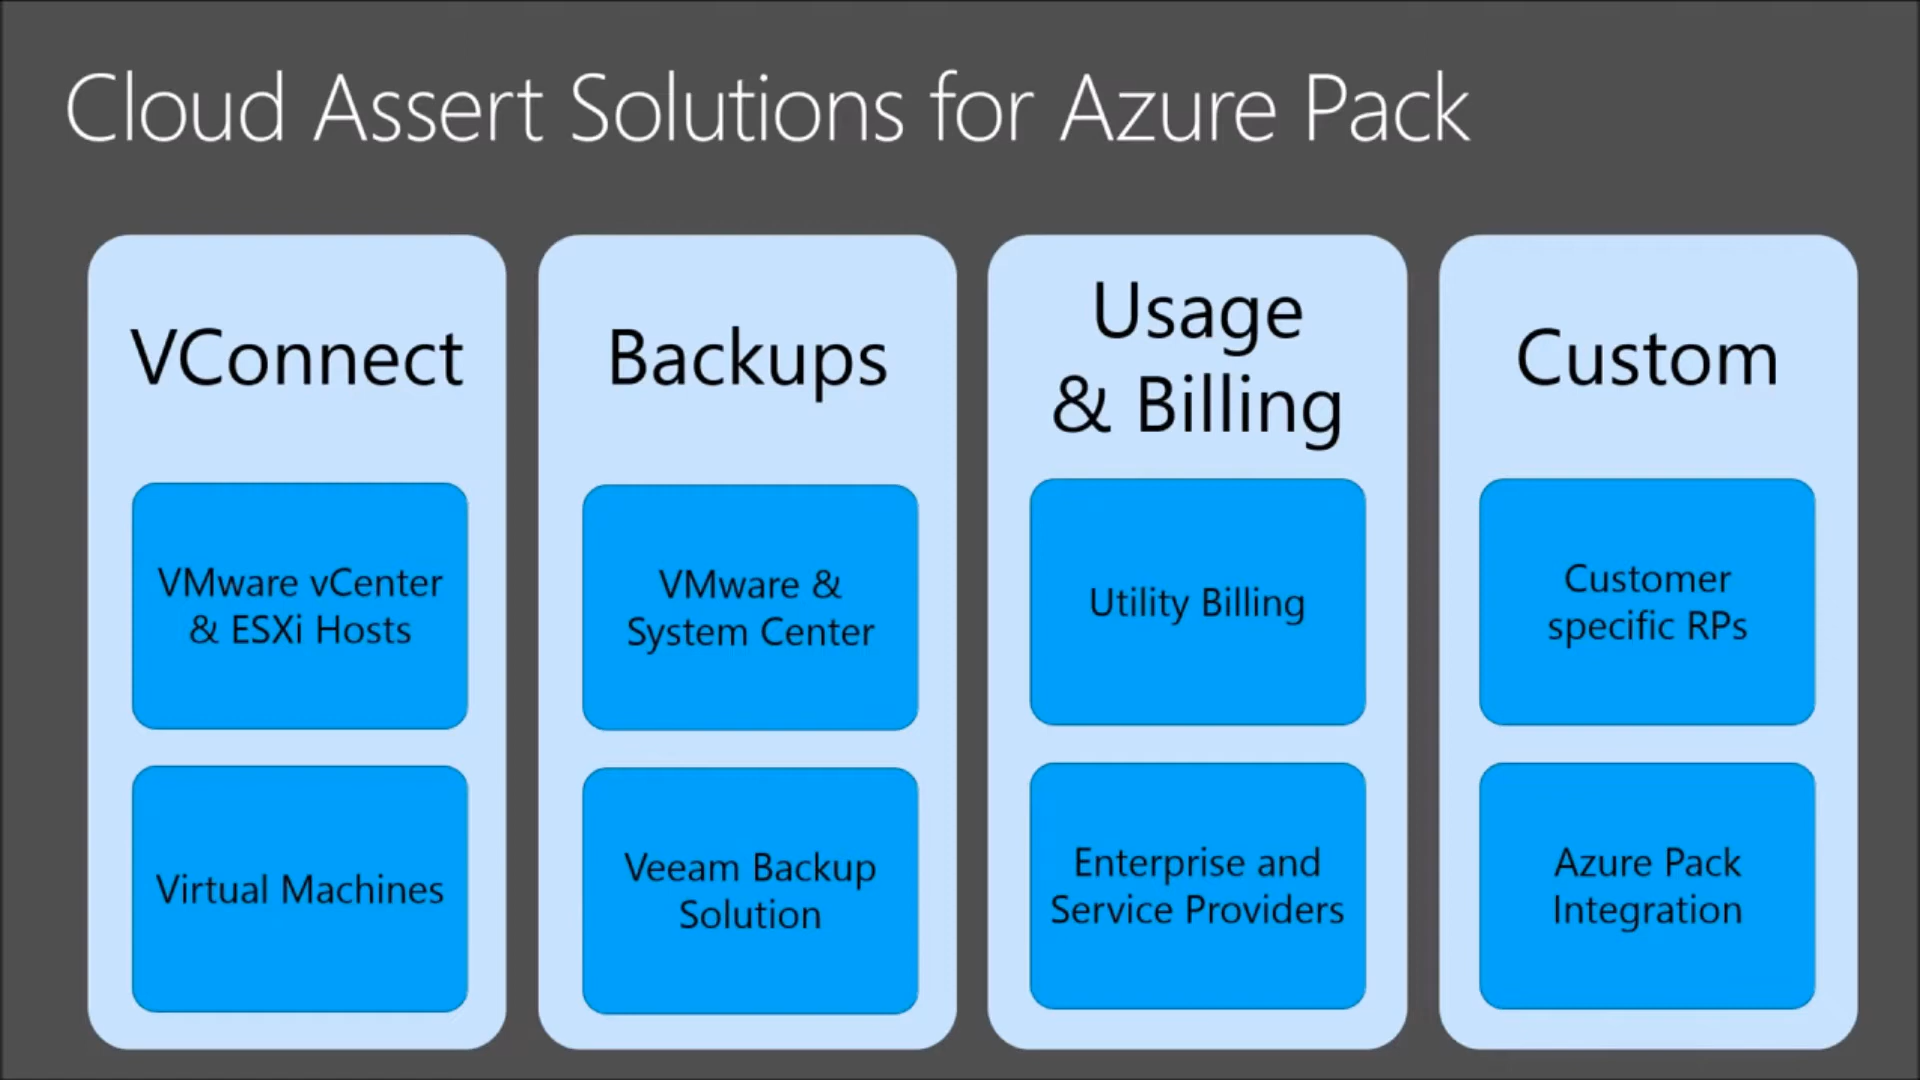 Cloud Assert Solutions for Azure Pack
VConnect
VMware vCenter
& ESXi Hosts
Virtual Machines
Backups
VMware &
System Center
Veeam Backup
Solution
Usage
& Billing
Utility Billing
Enterprise and
Service Providers
Custom
Customer
specific RPs
Azure Pack
Integration